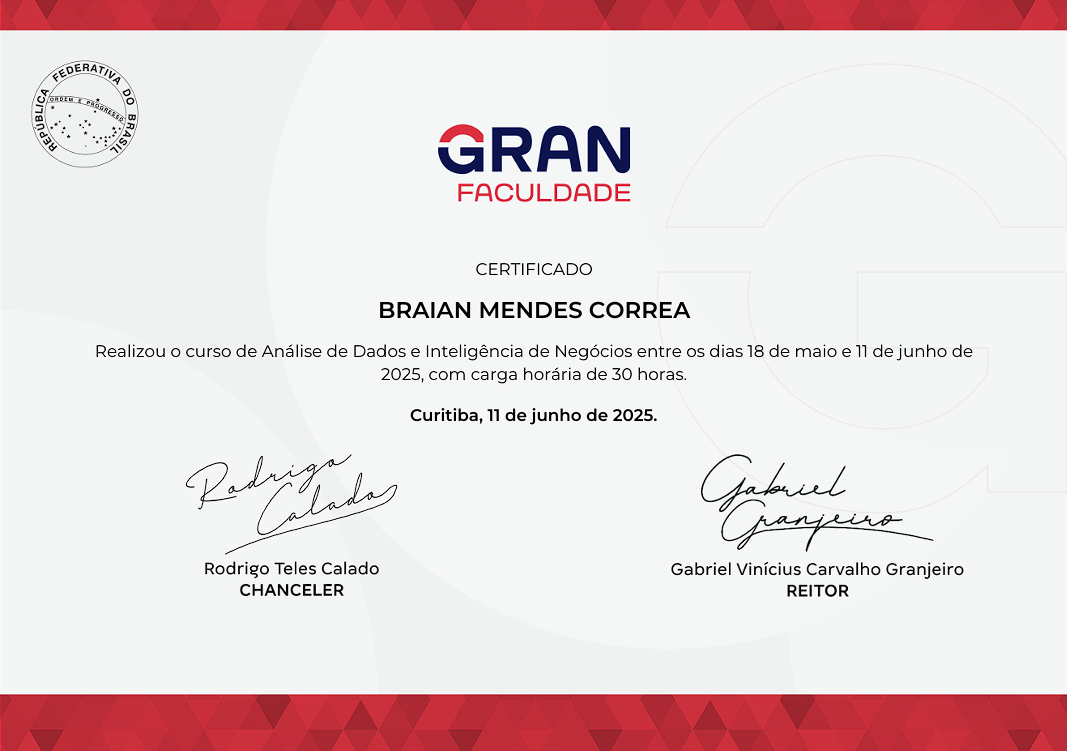 REPÚBLICA FEDERATIVA DO BRASIL
ORDEM E PROGRESSO
GRAN
FACULDADE
CERTIFICADO
BRAIAN MENDES CORREA
Realizou o curso de Análise de Dados e Inteligência de Negócios entre os dias 18 de maio e 11 de junho de
2025, com carga horária de 30 horas.
Curitiba, 11 de junho de 2025.
Rodrigo
Calado
Gabriel
Granjeiro
Rodrigo Teles Calado
CHANCELER
Gabriel Vinícius Carvalho Granjeiro
REITOR